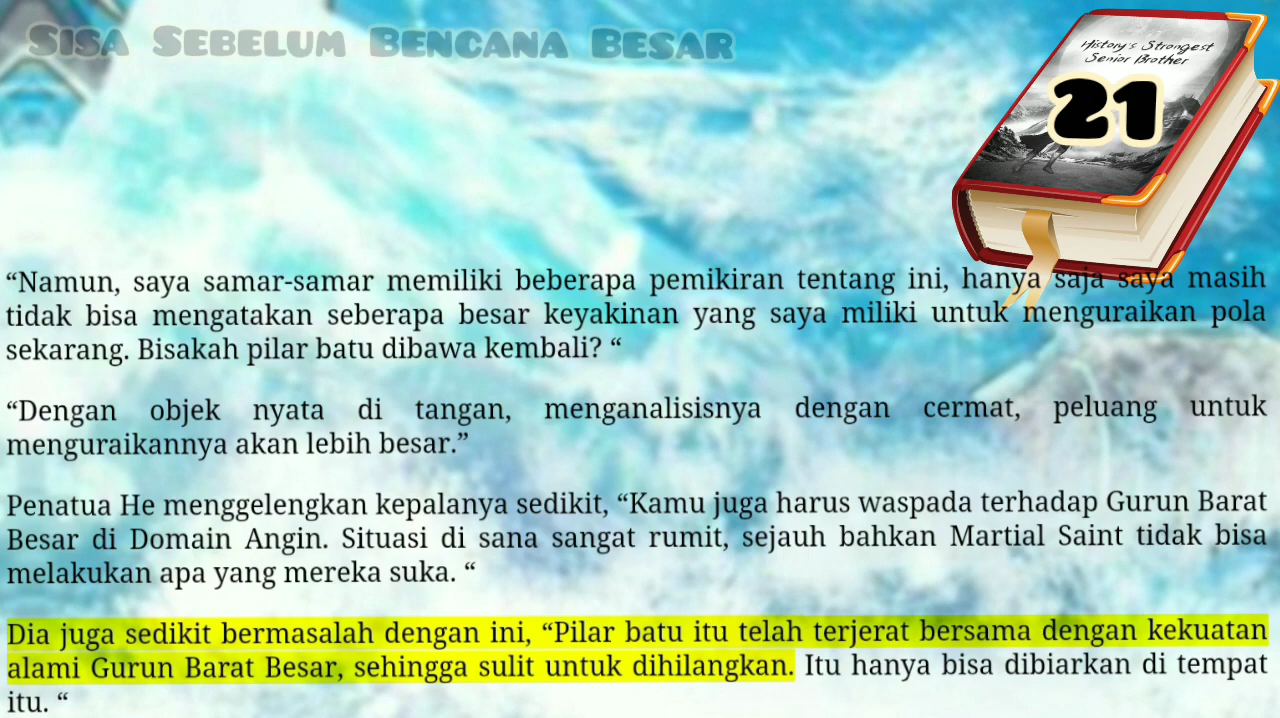 Sisa Sebelum Bencana Besar
History's Strongest
Senior Brother
21
“Namun, saya samar-samar memiliki beberapa pemikiran tentang ini, hanya saja saya masih
tidak bisa mengatakan seberapa besar keyakinan yang saya miliki untuk menguraikan pola
sekarang. Bisakah pilar batu dibawa kembali? “
“Dengan objek nyata di tangan, menganalisisnya dengan cermat, peluang untuk
menguraikannya akan lebih besar.”
Penatua He menggelengkan kepalanya sedikit, “Kamu juga harus waspada terhadap Gurun Barat
Besar di Domain Angin. Situasi di sana sangat rumit, sejauh bahkan Martial Saint tidak bisa
melakukan apa yang mereka suka. “
Dia juga sedikit bermasalah dengan ini, “Pilar batu itu telah terjerat bersama dengan kekuatan
alami Gurun Barat Besar, sehingga sulit untuk dihilangkan. Itu hanya bisa dibiarkan di tempat
itu. “